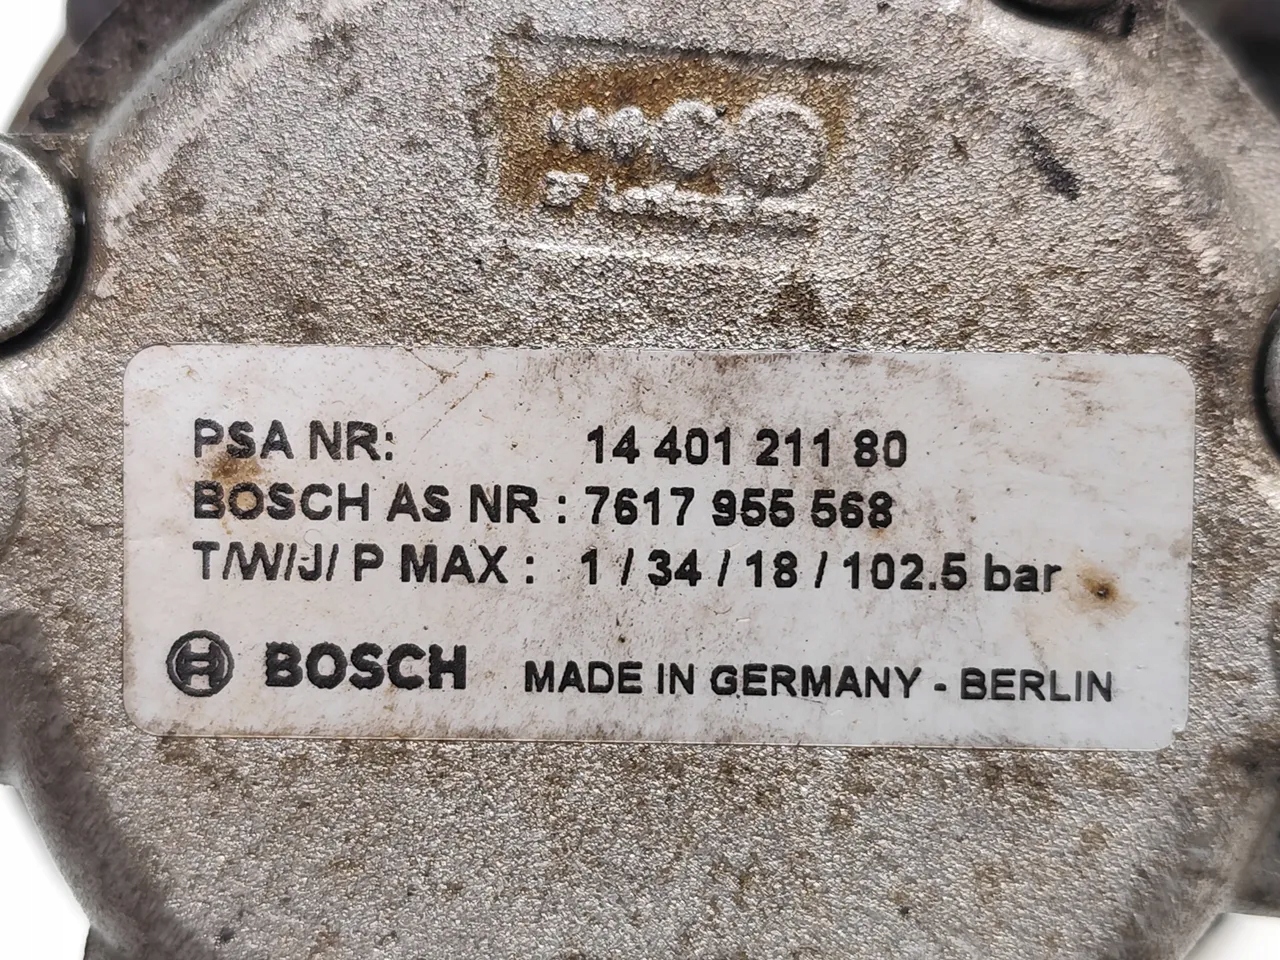 PSA NR: 14 401 211 80
BOSCH AS NR : 7617 955 568
T/W/J/ P MAX : 1 / 34 / 18 / 102.5 bar
BOSCH MADE IN GERMANY - BERLIN